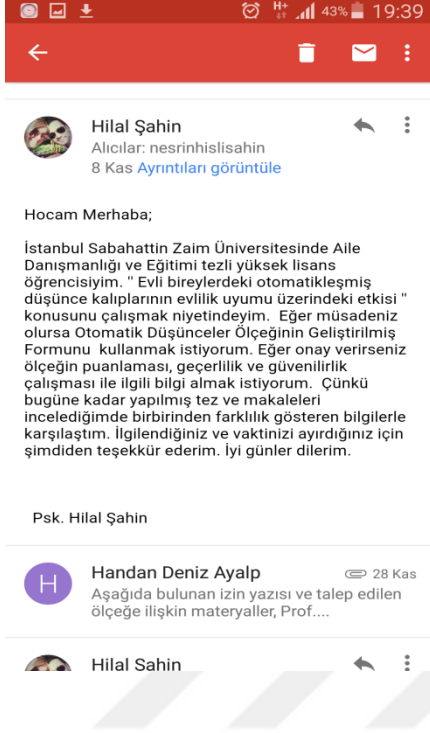 43% 19:39
Hilal Şahin
Alıcılar: nesrinhislisahin
8 Kas Ayrıntıları görüntüle
Hocam Merhaba;
İstanbul Sabahattin Zaim Üniversitesinde Aile
Danışmanlığı ve Eğitimi tezli yüksek lisans
öğrencisiyim. " Evli bireylerdeki otomatikleşmiş
düşünce kalıplarının evlilik uyumu üzerindeki etkisi "
konusunu çalışmak niyetindeyim. Eğer müsadeniz
olursa Otomatik Düşünceler Ölçeğinin Geliştirilmiş
Formunu kullanmak istiyorum. Eğer onay verirseniz
ölçeğin puanlaması, geçerlilik ve güvenilirlik
çalışması ile ilgili bilgi almak istiyorum. Çünkü
bugüne kadar yapılmış tez ve makaleleri
incelediğimde birbirinden farklılık gösteren bilgilerle
karşılaştım. İlgilendiğiniz ve vaktinizi ayırdığınız için
şimdiden teşekkür ederim. İyi günler dilerim.
Psk. Hilal Şahin
H
Handan Deniz Ayalp 28 Kas
Aşağıda bulunan izin yazısı ve talep edilen
ölçeğe ilişkin materyaller, Prof....
Hilal Şahin